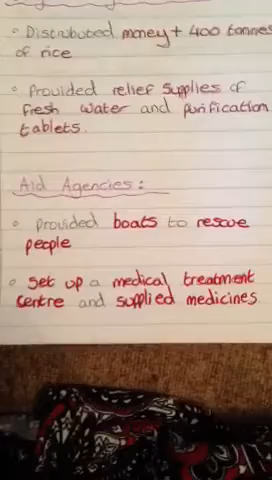 • Distributed money + 400 tonnes
of rice
• Provided relief supplies of
fresh water and purification
tablets.
Aid Agencies:
• provided boats to rescue
people
• set up a medical treatment
centre and supplied medicines